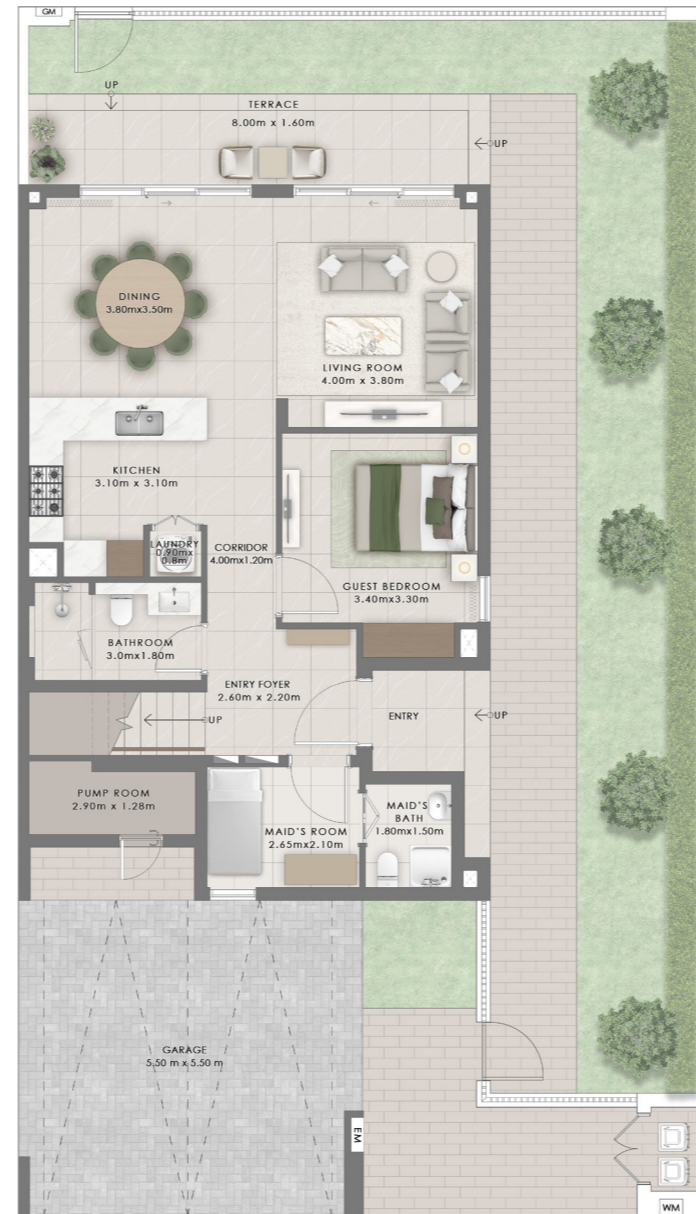 GM
UP
TERRACE
8.00m x 1.60m
UP
DINING
3.80mx3.50m
LIVING ROOM
4.00m x 3.80m
KITCHEN
3.10m x 3.10m
LAUNDRY
0.90mx
0.8m
CORRIDOR
4.00mx1.20m
GUEST BEDROOM
3.40mx3.30m
BATHROOM
3.0mx1.80m
ENTRY FOYER
2.60m x 2.20m
UP
ENTRY
UP
PUMP ROOM
2.90m x 1.28m
MAID'S ROOM
2.65mx2.10m
MAID'S
BATH
1.80mx1.50m
GARAGE
5.50 m x 5.50 m
EM
WM